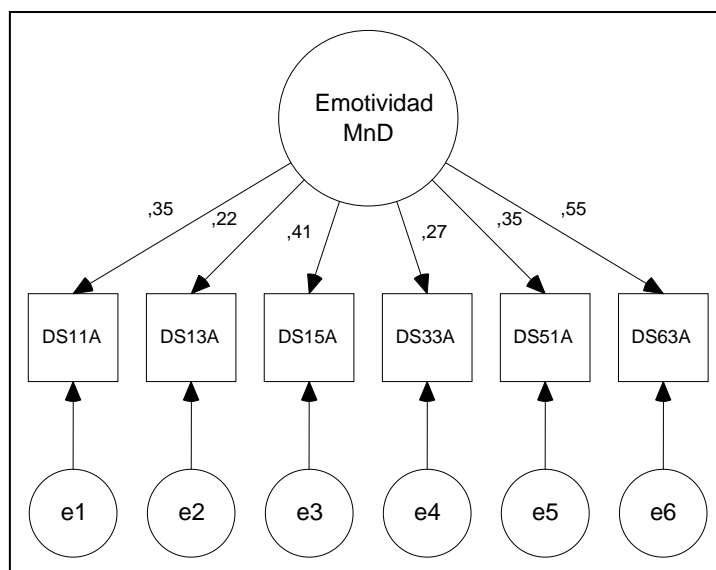 Emotividad
MnD
,35
,22
,41
,27
,35
,55
DS11A
DS13A
DS15A
DS33A
DS51A
DS63A
e1
e2
e3
e4
e5
e6